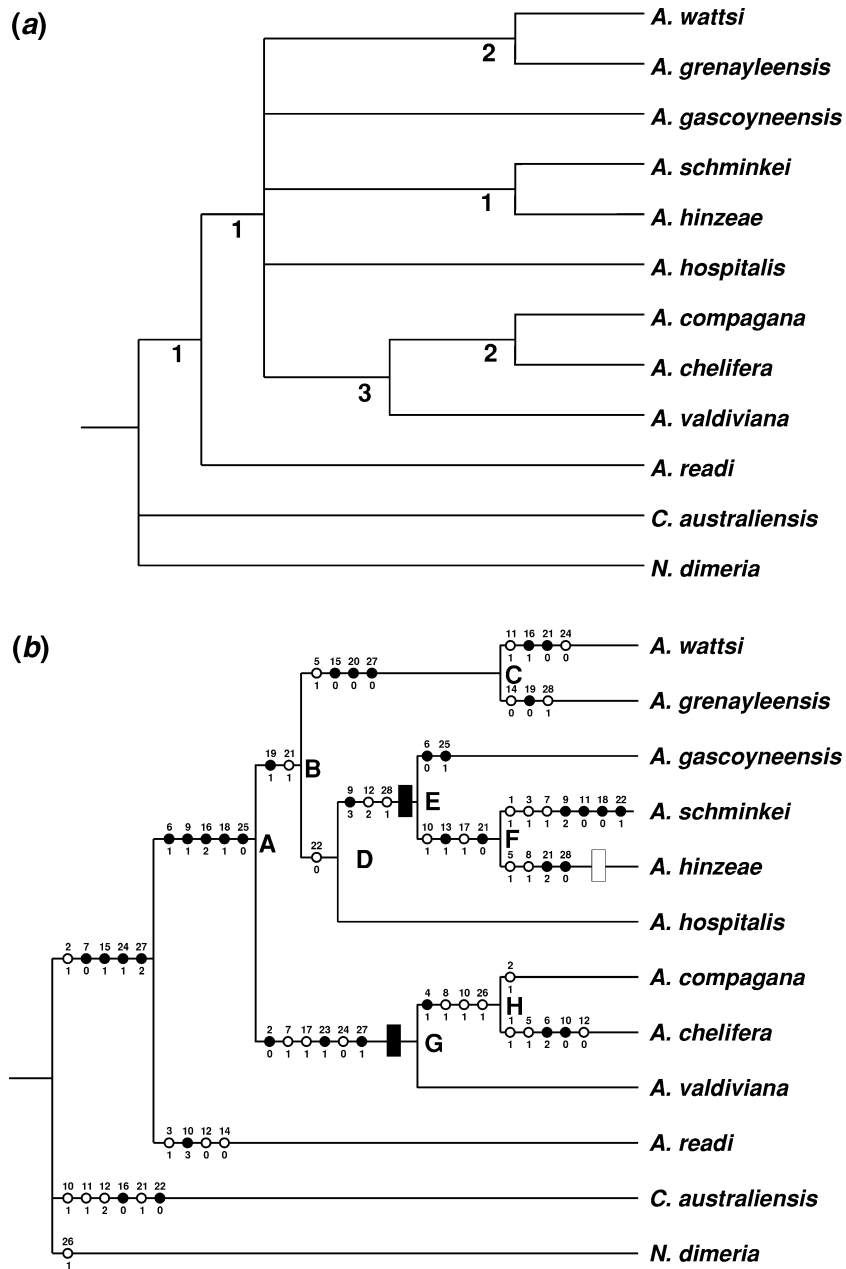 (a)
A. wattsi
2
A. grenayleensis
A. gascoyneensis
A. schminkei
1
A. hinzeae
1
A. hospitalis
A. compagana
1
2
A. chelifera
3
A. valdiviana
A. readi
C. australiensis
N. dimeria
(b)
11 16 21 24
A. wattsi
1 1 0 0
5 15 20 27
C
1 0 0 0
14 19 28
A. grenayleensis
0 0 1
6 25
A. gascoyneensis
0 1
19 21
B
1 1
9 12 28
E
3 2 1
1 3 7 9 11 18 22
A. schminkei
1 1 1 2 0 0 1
10 13 17 21
F
1 1 1 0
6 9 16 18 25
A
1 1 2 1 0
22
D
0
5 8 21 28
A. hinzeae
1 1 2 0
A. hospitalis
2 7 15 24 27
1 0 1 1 2
2
A. compagana
1
4 8 10 26
H
1 1 1 1
1 5 6 10 12
A. chelifera
1 1 2 0 0
2 7 17 23 24 27
G
0 1 1 1 0 1
A. valdiviana
3 10 12 14
A. readi
1 3 0 0
10 11 12 16 21 22
C. australiensis
1 1 2 0 1 0
26
N. dimeria
1